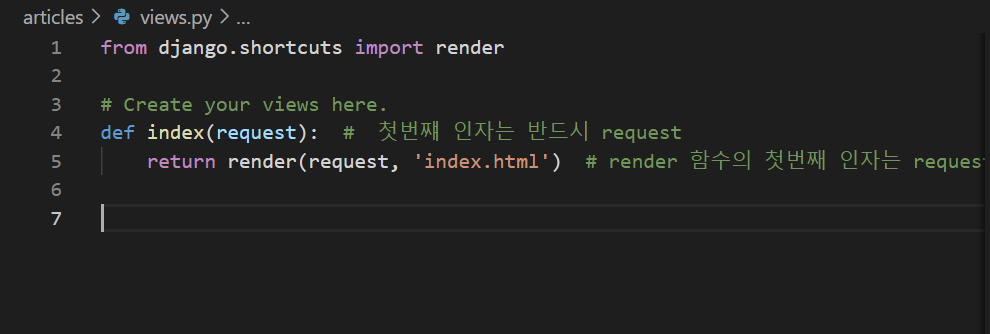 articles > views.py > ...
1 from django.shortcuts import render
2
3 # Create your views here.
4 def index(request):  #  첫번째 인자는 반드시 request
5     return render(request, 'index.html')  # render 함수의 첫번째 인자는 reques
6
7